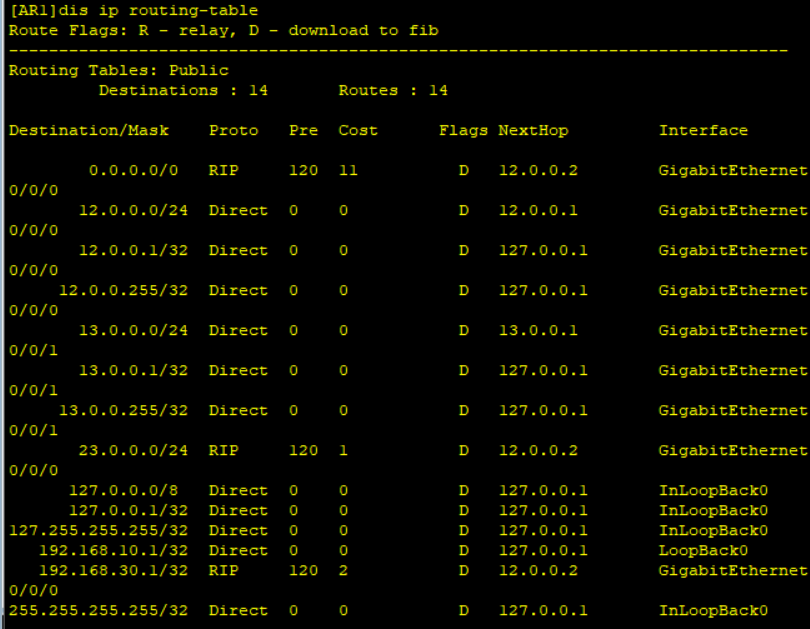 [AR1]dis ip routing-table
Route Flags: R - relay, D - download to fib
------------------------------------------------------------------------------
Routing Tables: Public
         Destinations : 14       Routes : 14
Destination/Mask    Proto   Pre  Cost      Flags NextHop         Interface
        0.0.0.0/0   RIP     120  11          D   12.0.0.2        GigabitEthernet
0/0/0
       12.0.0.0/24  Direct  0    0           D   12.0.0.1        GigabitEthernet
0/0/0
       12.0.0.1/32  Direct  0    0           D   127.0.0.1       GigabitEthernet
0/0/0
     12.0.0.255/32  Direct  0    0           D   127.0.0.1       GigabitEthernet
0/0/0
       13.0.0.0/24  Direct  0    0           D   13.0.0.1        GigabitEthernet
0/0/1
       13.0.0.1/32  Direct  0    0           D   127.0.0.1       GigabitEthernet
0/0/1
     13.0.0.255/32  Direct  0    0           D   127.0.0.1       GigabitEthernet
0/0/1
       23.0.0.0/24  RIP     120  1           D   12.0.0.2        GigabitEthernet
0/0/0
      127.0.0.0/8   Direct  0    0           D   127.0.0.1       InLoopBack0
      127.0.0.1/32  Direct  0    0           D   127.0.0.1       InLoopBack0
127.255.255.255/32  Direct  0    0           D   127.0.0.1       InLoopBack0
   192.168.10.1/32  Direct  0    0           D   127.0.0.1       LoopBack0
   192.168.30.1/32  RIP     120  2           D   12.0.0.2        GigabitEthernet
0/0/0
255.255.255.255/32  Direct  0    0           D   127.0.0.1       InLoopBack0